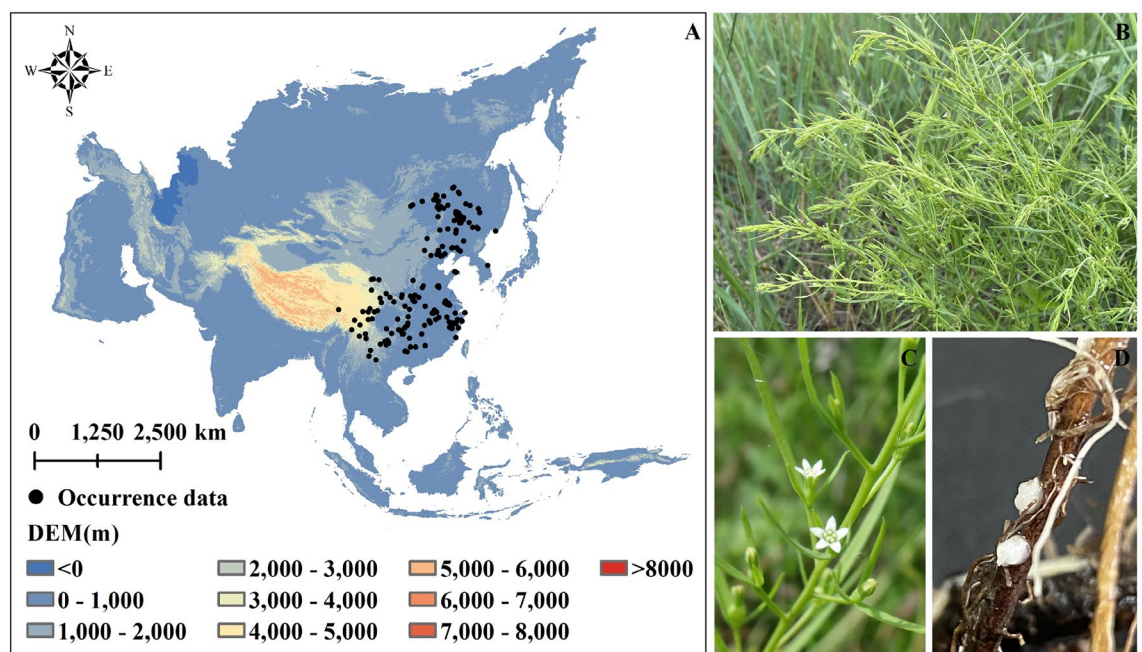 A
N
W E
S
0 1,250 2,500 km
Occurrence data
DEM(m)
<0
0 - 1,000
1,000 - 2,000
2,000 - 3,000
3,000 - 4,000
4,000 - 5,000
5,000 - 6,000
6,000 - 7,000
7,000 - 8,000
>8000
B
C
D